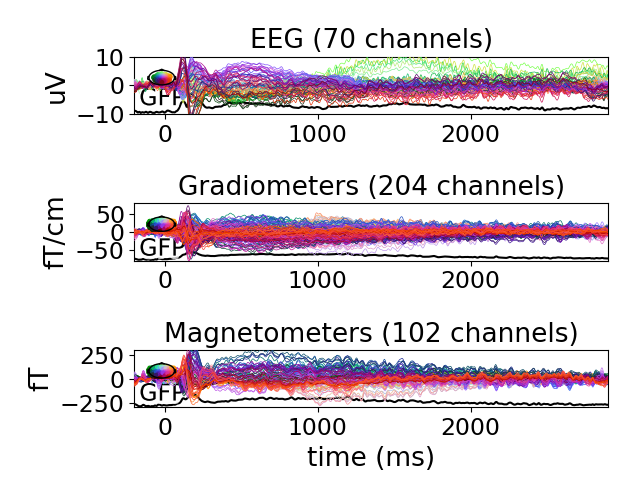 EEG (70 channels)
10
0
−10
uV
GFP
0
1000
2000
Gradiometers (204 channels)
50
0
−50
fT/cm
GFP
0
1000
2000
Magnetometers (102 channels)
250
0
−250
fT
GFP
0
1000
2000
time (ms)